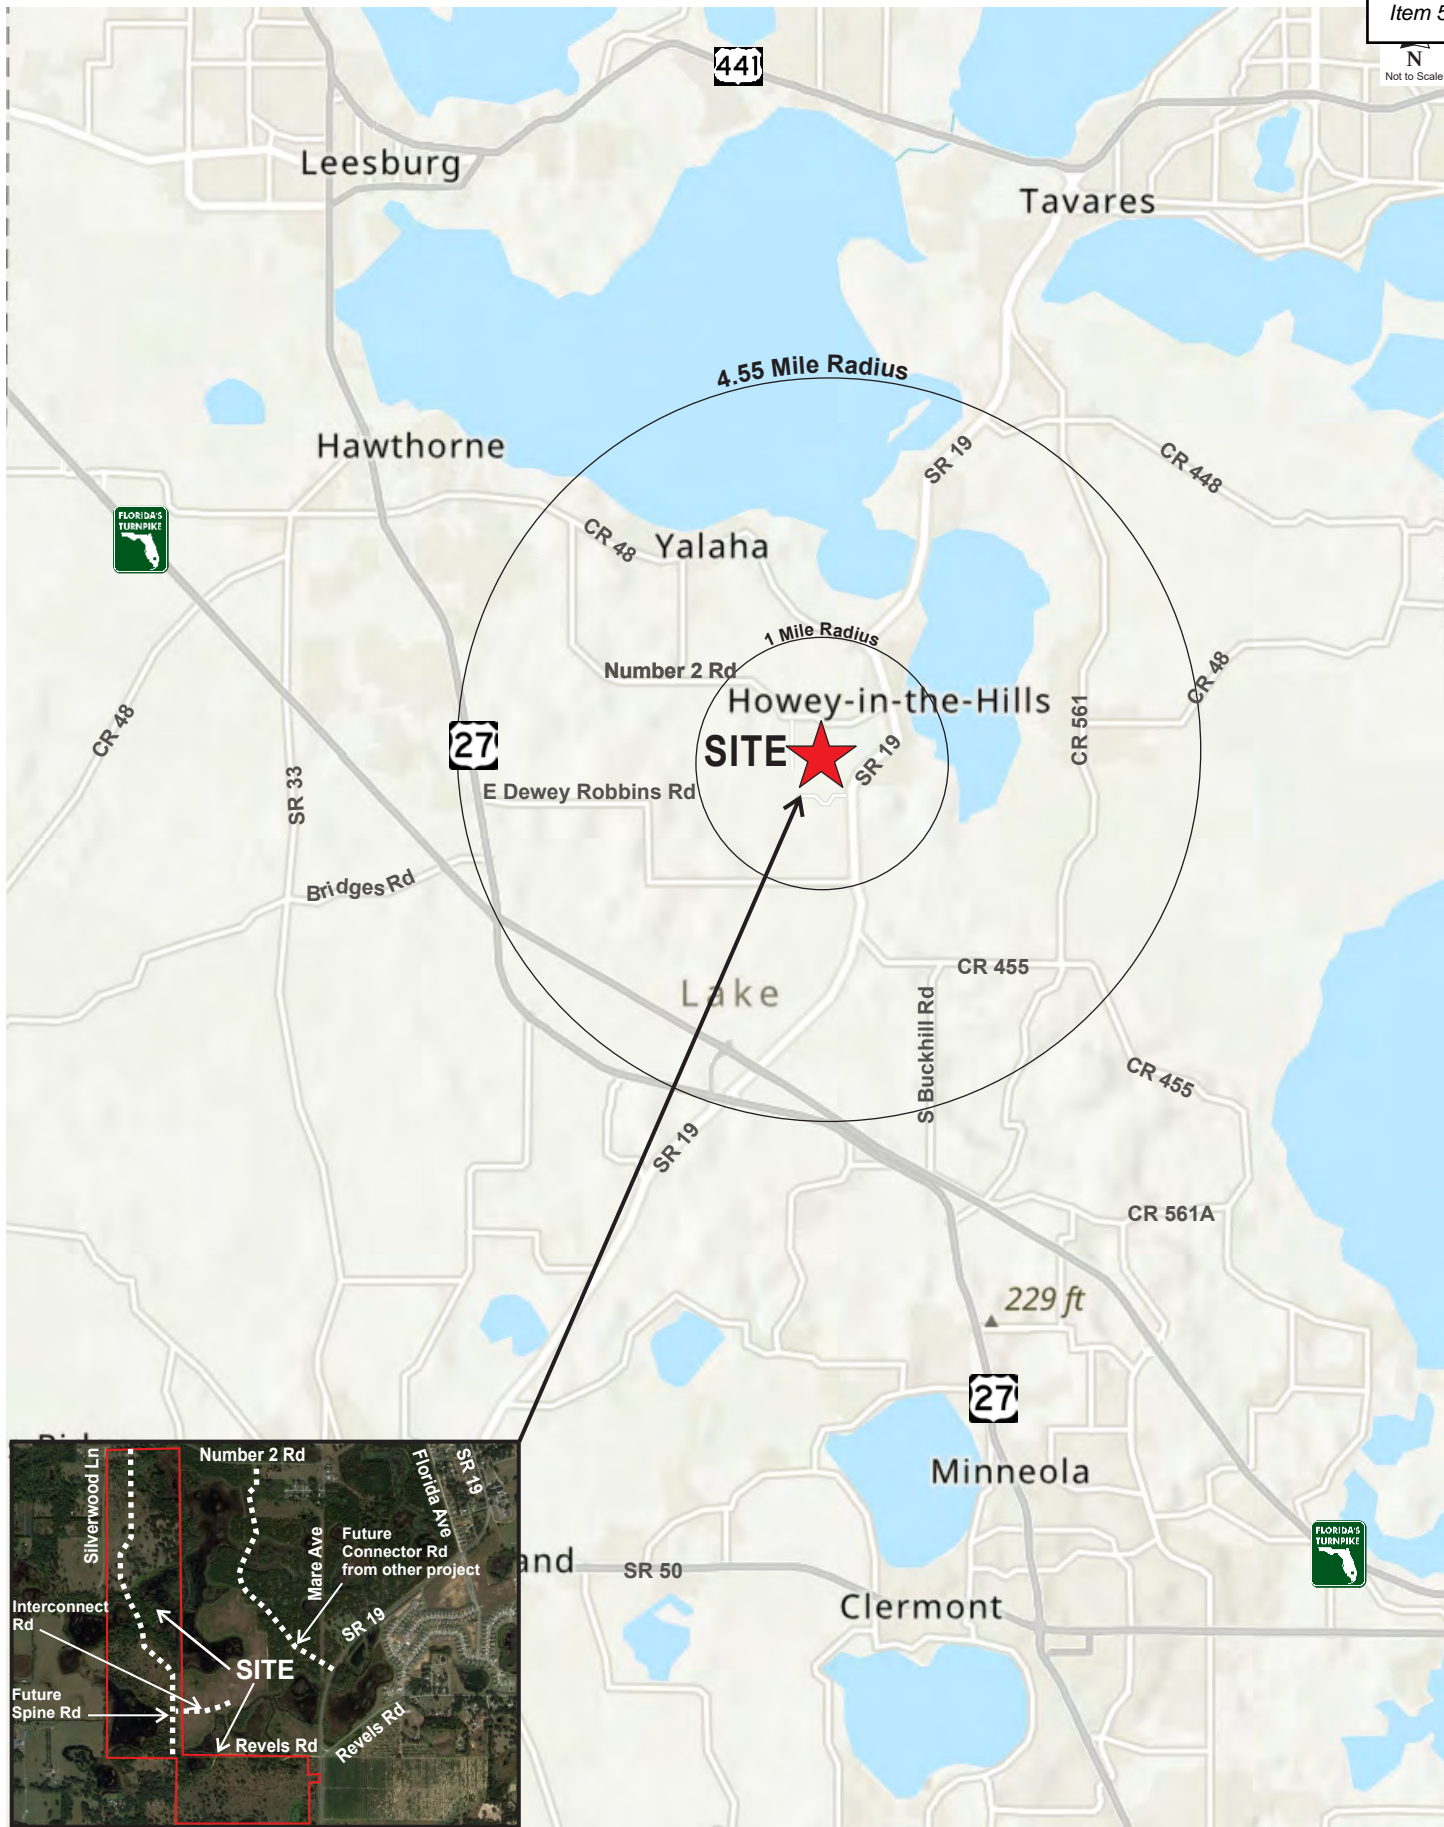 Item 5
N
Not to Scale
441
Leesburg
Tavares
4.55 Mile Radius
Hawthorne
SR 19
CR 448
FLORIDA'S
TURNPIKE
CR 48
Yalaha
1 Mile Radius
Number 2 Rd
CR 48
Howey-in-the-Hills
CR 48
CR 561
27
SITE
SR 19
SR 33
E Dewey Robbins Rd
Bridges Rd
CR 455
Lake
S Buckhill Rd
CR 455
SR 19
CR 561A
229 ft
27
Minneola
FLORIDA'S
TURNPIKE
and
SR 50
Clermont
Silverwood Ln
Number 2 Rd
Florida Ave
SR 19
Mare Ave
Future
Connector Rd
from other project
Interconnect
Rd
SR 19
SITE
Future
Spine Rd
Revels Rd
Revels Rd